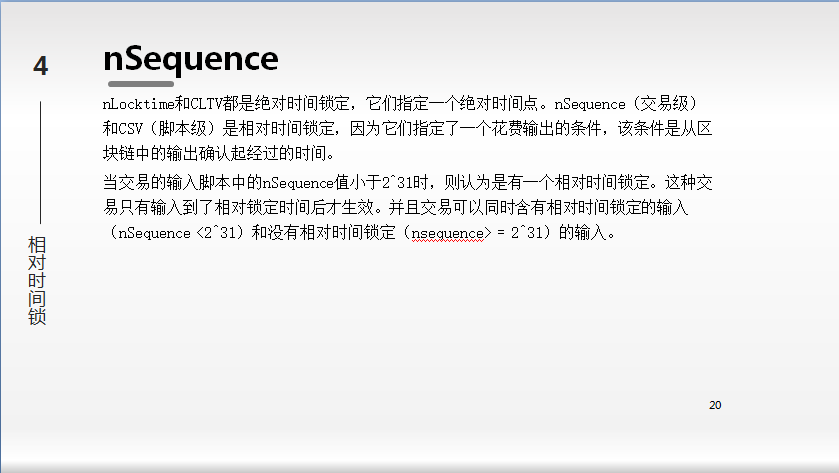 4
nSequence
nLocktime和CLTV都是绝对时间锁定，它们指定一个绝对时间点。nSequence（交易级）
和CSV（脚本级）是相对时间锁定，因为它们指定了一个花费输出的条件，该条件是从区
块链中的输出确认起经过的时间。
当交易的输入脚本中的nSequence值小于2^31时，则认为是有一个相对时间锁定。这种交
易只有输入到了相对锁定时间后才生效。并且交易可以同时含有相对时间锁定的输入
（nSequence <2^31）和没有相对时间锁定（nsequence> = 2^31）的输入。
相对时间锁
20